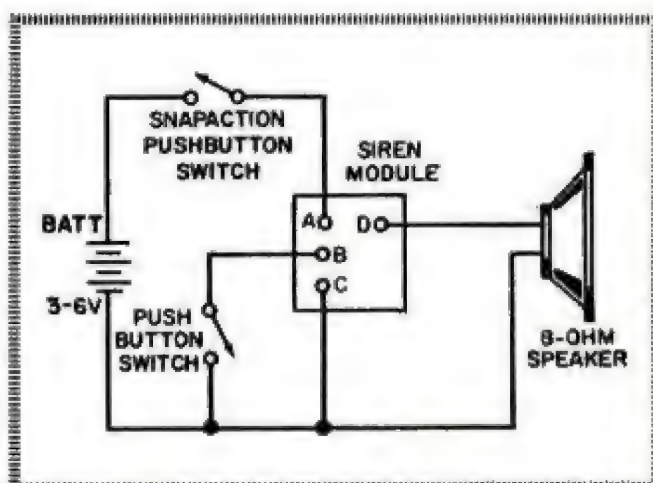 SNAPACTION
PUSHBUTTON
SWITCH
SIREN
MODULE
BATT
A
D
B
C
3-6V
PUSH
BUTTON
SWITCH
8-OHM
SPEAKER